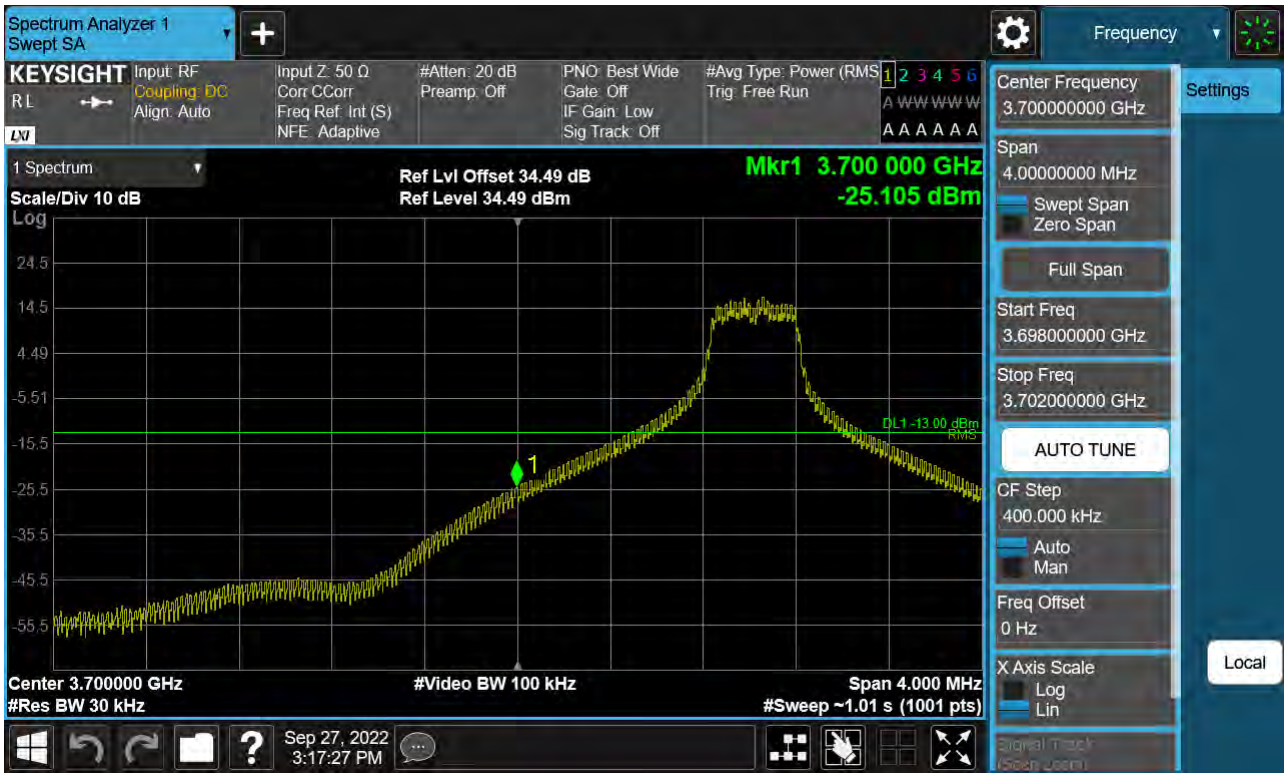 Spectrum Analyzer 1
Swept SA
Frequency
KEYSIGHT
RL
LXI
Input: RF
Coupling: DC
Align: Auto
Input Z: 50 Ω
Corr CCorr
Freq Ref: Int (S)
NFE: Adaptive
#Atten: 20 dB
Preamp: Off
PNO: Best Wide
Gate: Off
IF Gain: Low
Sig Track: Off
#Avg Type: Power (RMS
Trig: Free Run
1 2 3 4 5 6
A W W W W W
A A A A A A
1 Spectrum
Scale/Div 10 dB
Log
Ref Lvl Offset 34.49 dB
Ref Level 34.49 dBm
Mkr1 3.700 000 GHz
-25.105 dBm
24.5
14.5
4.49
-5.51
-15.5
-25.5
-35.5
-45.5
-55.5
1
DL1 -13.00 dBm
RMS
Center 3.700000 GHz
#Res BW 30 kHz
#Video BW 100 kHz
Span 4.000 MHz
#Sweep ~1.01 s (1001 pts)
Center Frequency
3.700000000 GHz
Settings
Span
4.00000000 MHz
Swept Span
Zero Span
Full Span
Start Freq
3.698000000 GHz
Stop Freq
3.702000000 GHz
AUTO TUNE
CF Step
400.000 kHz
Auto
Man
Freq Offset
0 Hz
X Axis Scale
Log
Lin
Signal Track
(Span Zoom)
Local
?
Sep 27, 2022
3:17:27 PM